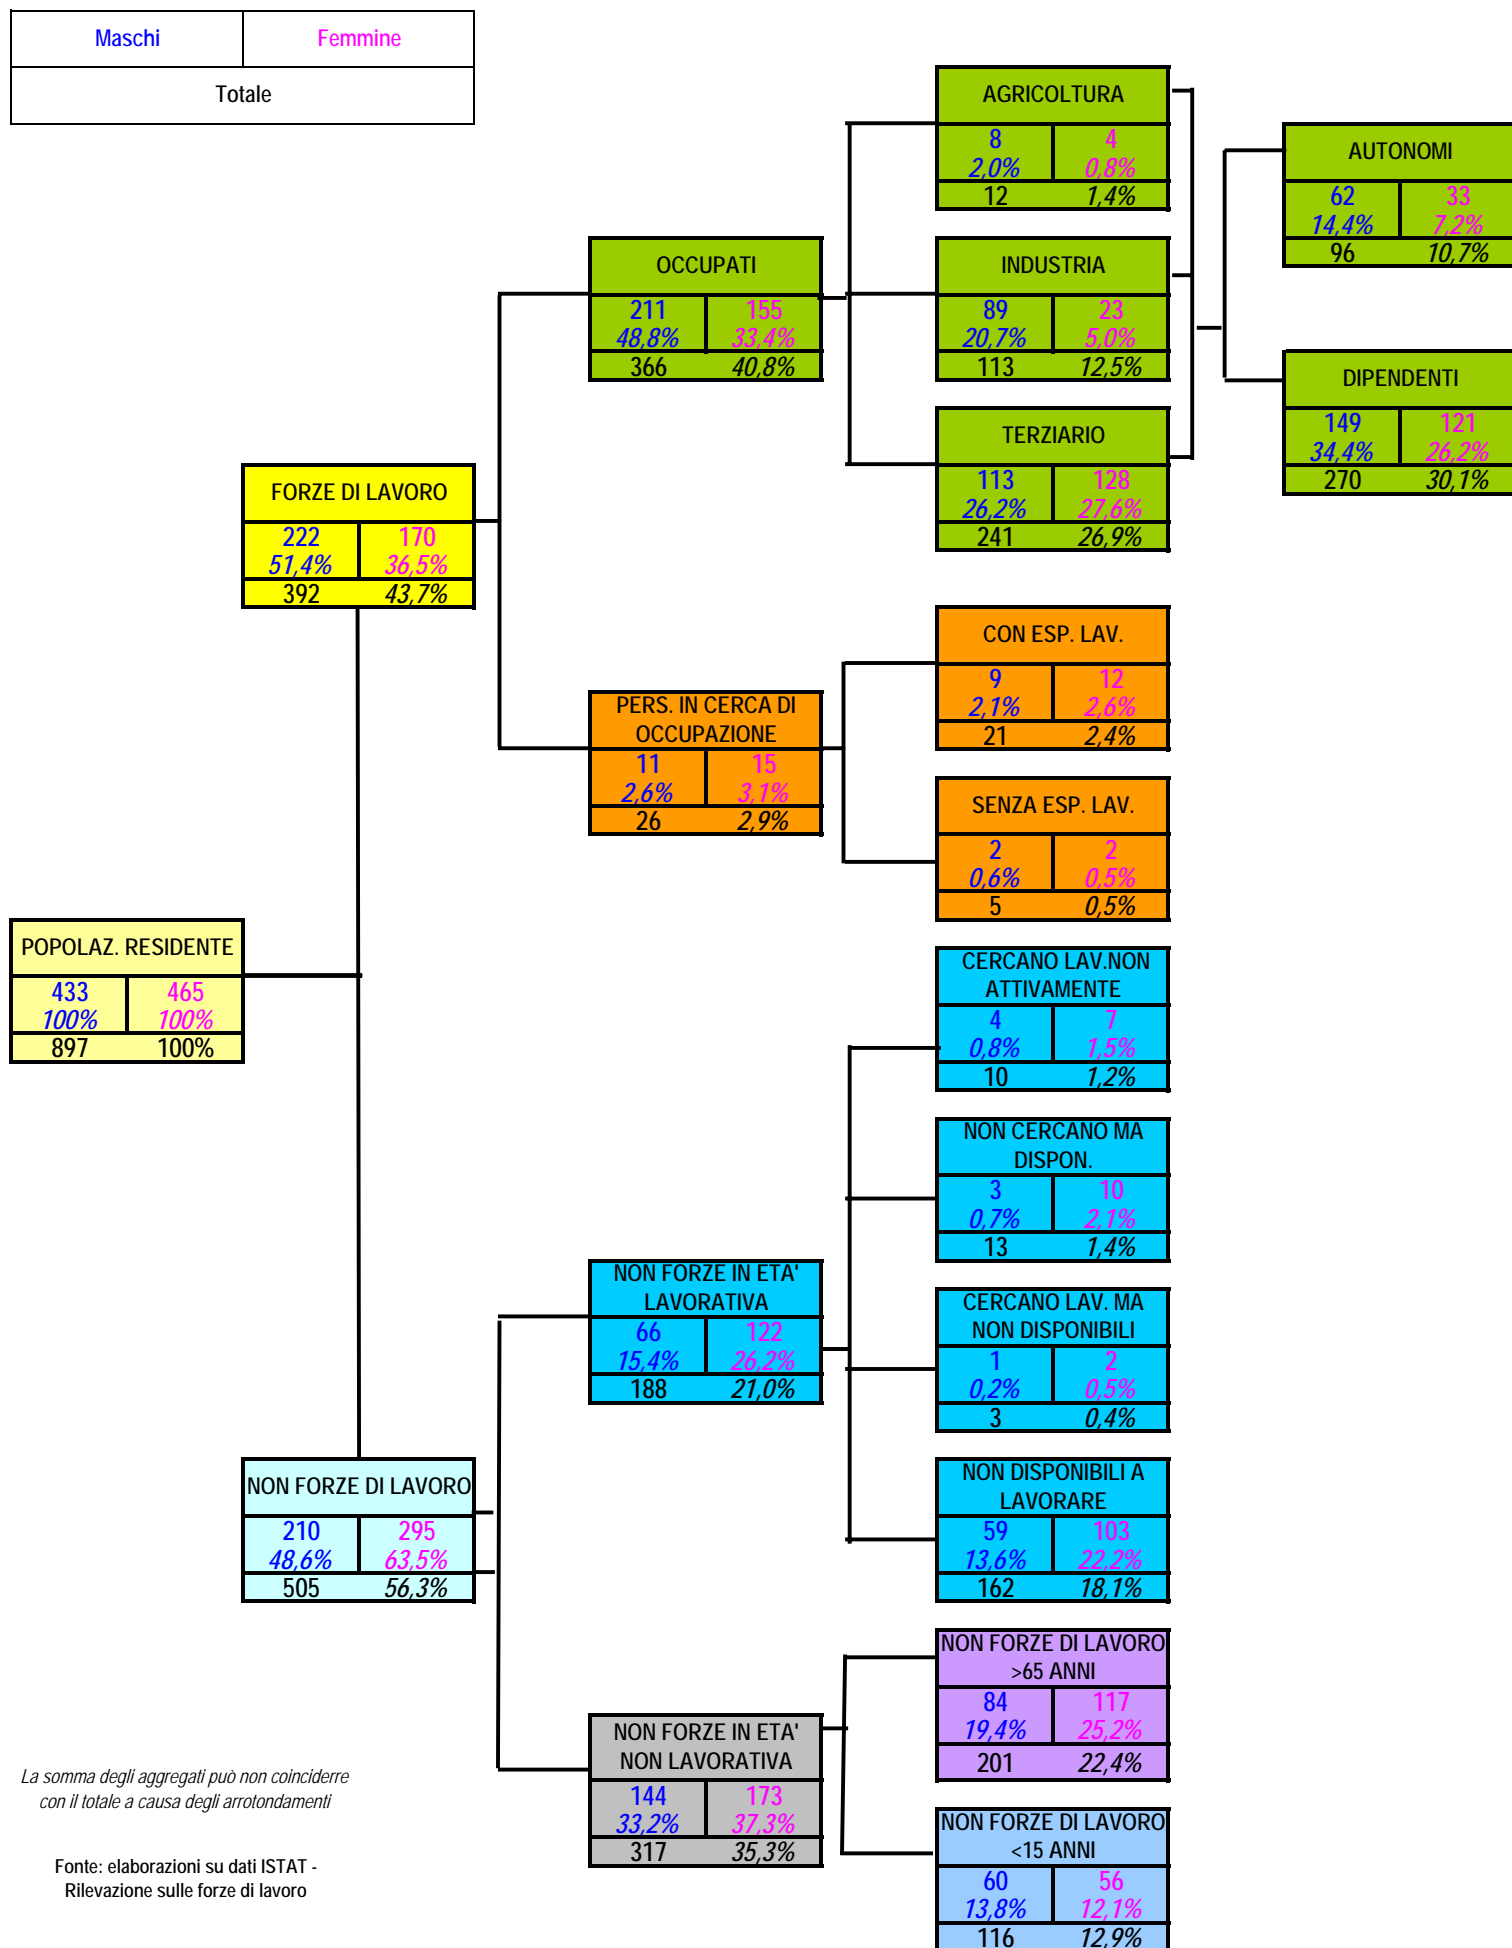 Maschi Femmine
Totale
AGRICOLTURA
8 4
2,0% 0,8%
12 1,4%
AUTONOMI
62 33
14,4% 7,2%
96 10,7%
OCCUPATI
211 155
48,8% 33,4%
366 40,8%
INDUSTRIA
89 23
20,7% 5,0%
113 12,5%
DIPENDENTI
149 121
34,4% 26,2%
270 30,1%
TERZIARIO
113 128
26,2% 27,6%
241 26,9%
FORZE DI LAVORO
222 170
51,4% 36,5%
392 43,7%
CON ESP. LAV.
9 12
2,1% 2,6%
21 2,4%
PERS. IN CERCA DI
OCCUPAZIONE
11 15
2,6% 3,1%
26 2,9%
SENZA ESP. LAV.
2 2
0,6% 0,5%
5 0,5%
POPOLAZ. RESIDENTE
433 465
100% 100%
897 100%
CERCANO LAV.NON
ATTIVAMENTE
4 7
0,8% 1,5%
10 1,2%
NON CERCANO MA
DISPON.
3 10
0,7% 2,1%
13 1,4%
NON FORZE IN ETA'
LAVORATIVA
66 122
15,4% 26,2%
188 21,0%
CERCANO LAV. MA
NON DISPONIBILI
1 2
0,2% 0,5%
3 0,4%
NON FORZE DI LAVORO
210 295
48,6% 63,5%
505 56,3%
NON DISPONIBILI A
LAVORARE
59 103
13,6% 22,2%
162 18,1%
NON FORZE DI LAVORO
>65 ANNI
84 117
19,4% 25,2%
201 22,4%
NON FORZE IN ETA'
NON LAVORATIVA
144 173
33,2% 37,3%
317 35,3%
NON FORZE DI LAVORO
<15 ANNI
60 56
13,8% 12,1%
116 12,9%
La somma degli aggregati può non coinciderre
con il totale a causa degli arrotondamenti
Fonte: elaborazioni su dati ISTAT -
Rilevazione sulle forze di lavoro